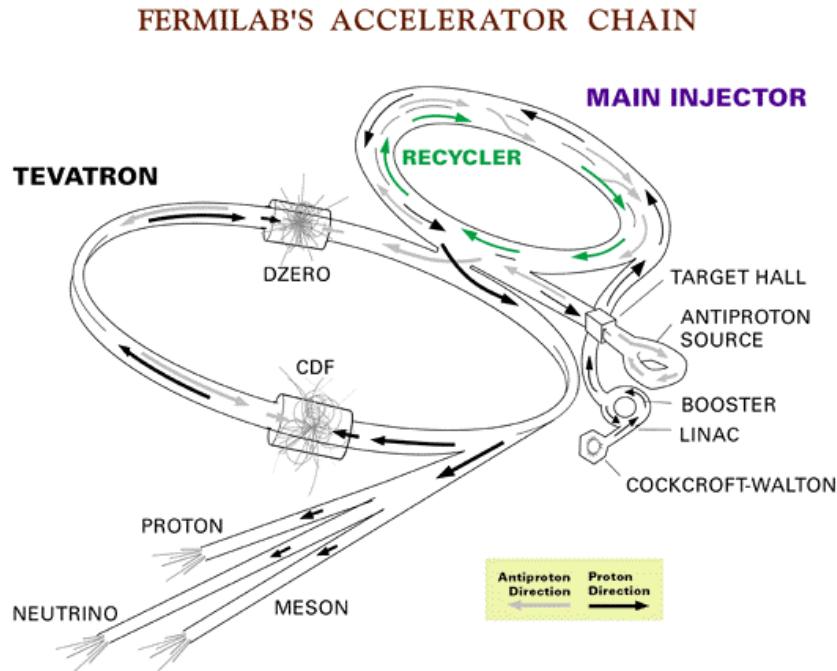 FERMILAB'S ACCELERATOR CHAIN
MAIN INJECTOR
RECYCLER
TEVATRON
DZERO
TARGET HALL
ANTIPROTON
SOURCE
CDF
BOOSTER
LINAC
COCKCROFT-WALTON
PROTON
NEUTRINO
MESON
Antiproton
Direction
Proton
Direction